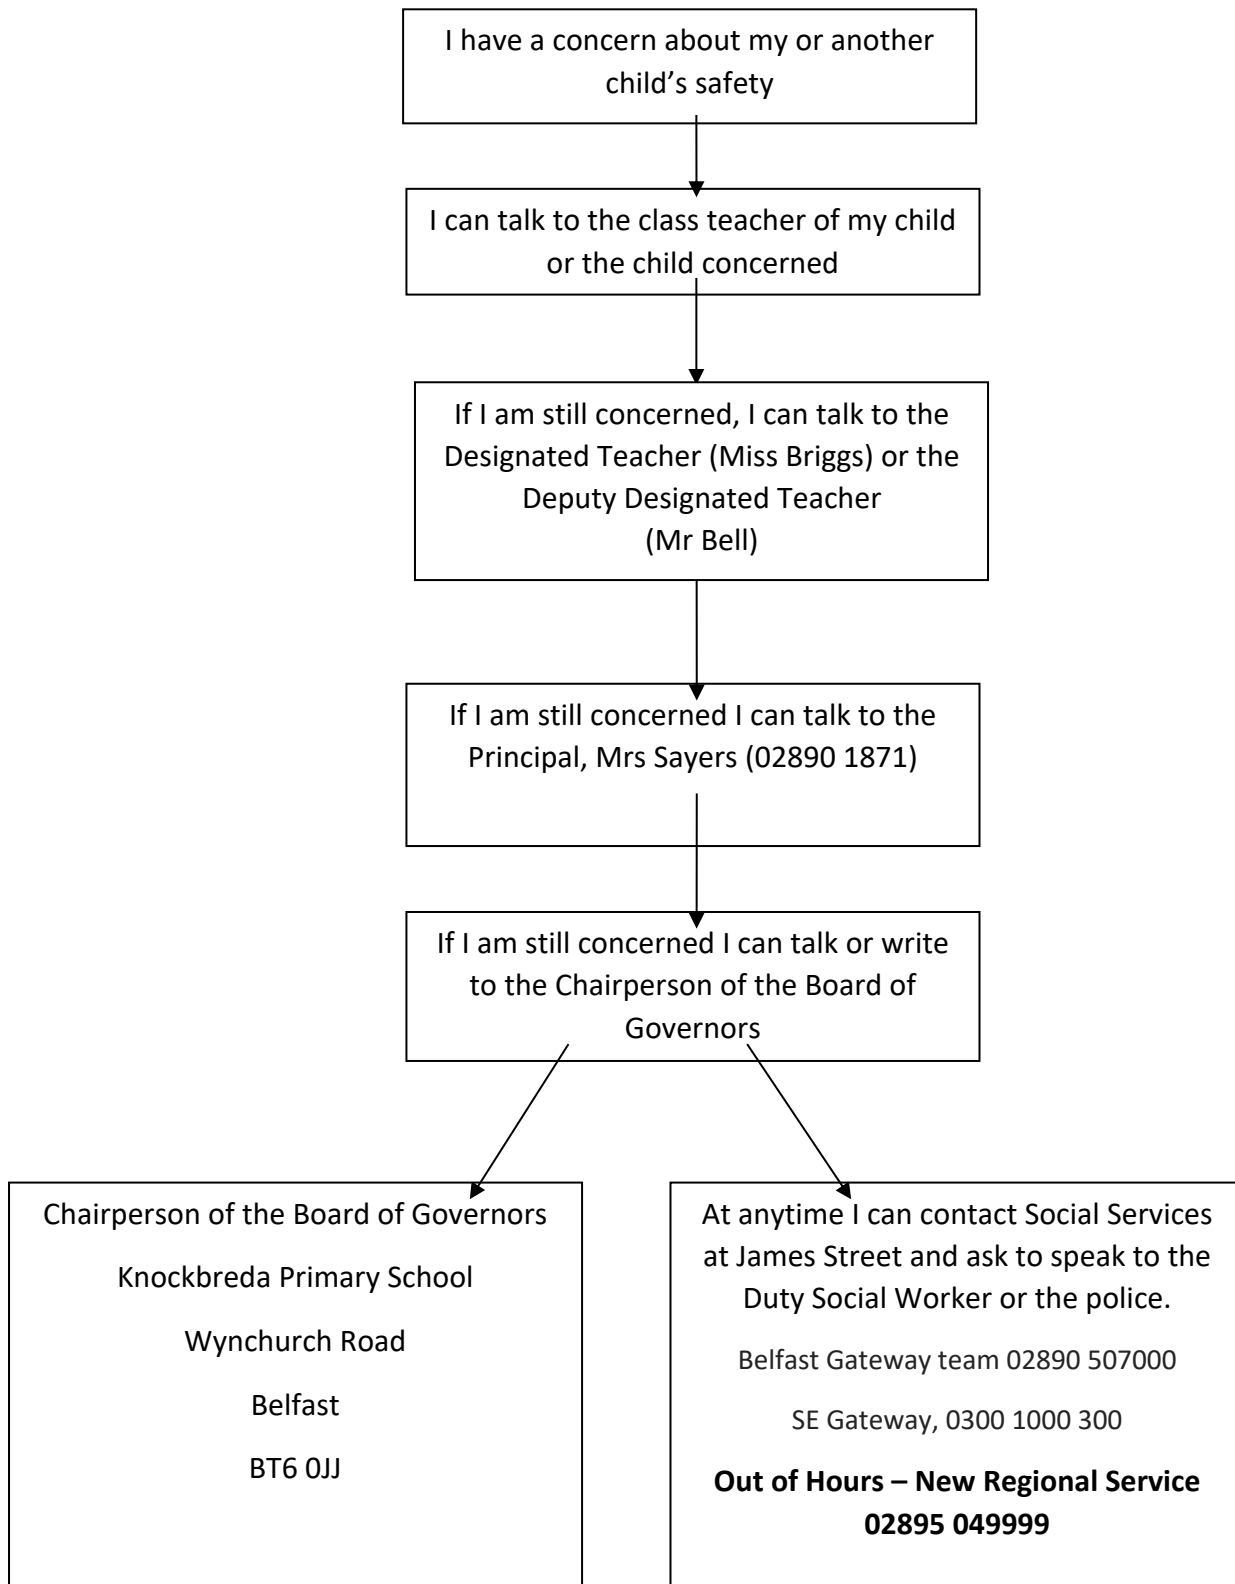 I have a concern about my or another
child’s safety
I can talk to the class teacher of my child
or the child concerned
If I am still concerned, I can talk to the
Designated Teacher (Miss Briggs) or the
Deputy Designated Teacher
(Mr Bell)
If I am still concerned I can talk to the
Principal, Mrs Sayers (02890 1871)
If I am still concerned I can talk or write
to the Chairperson of the Board of
Governors
Chairperson of the Board of Governors
Knockbreda Primary School
Wynchurch Road
Belfast
BT6 0JJ
At anytime I can contact Social Services
at James Street and ask to speak to the
Duty Social Worker or the police.
Belfast Gateway team 02890 507000
SE Gateway, 0300 1000 300
Out of Hours – New Regional Service
02895 049999